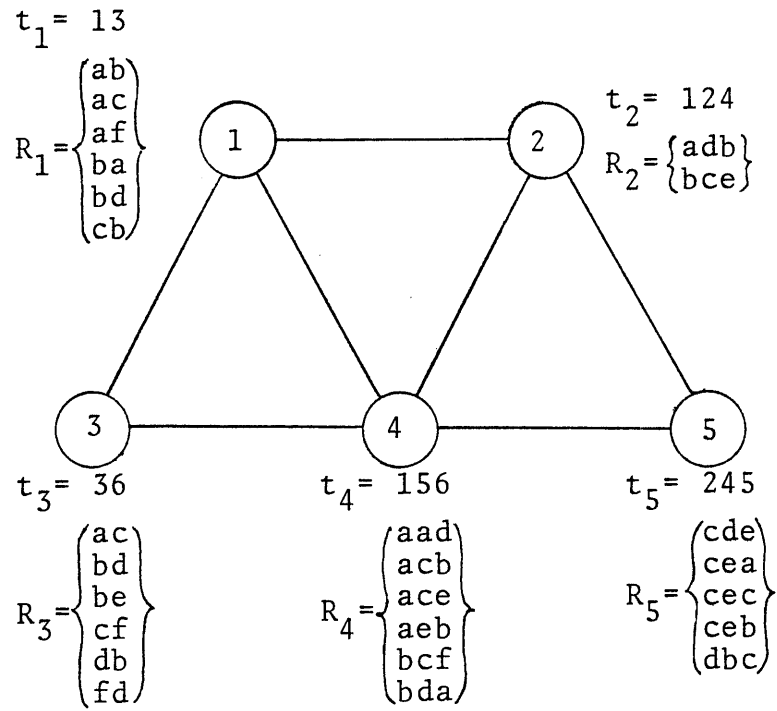 t1= 13
R1={ab
ac
af
ba
bd
cb}
1
2
t2= 124
R2={adb
bce}
3
4
5
t3= 36
R3={ac
bd
be
cf
db
fd}
t4= 156
R4={aad
acb
ace
aeb
bcf
bda}
t5= 245
R5={cde
cea
cec
ceb
dbc}